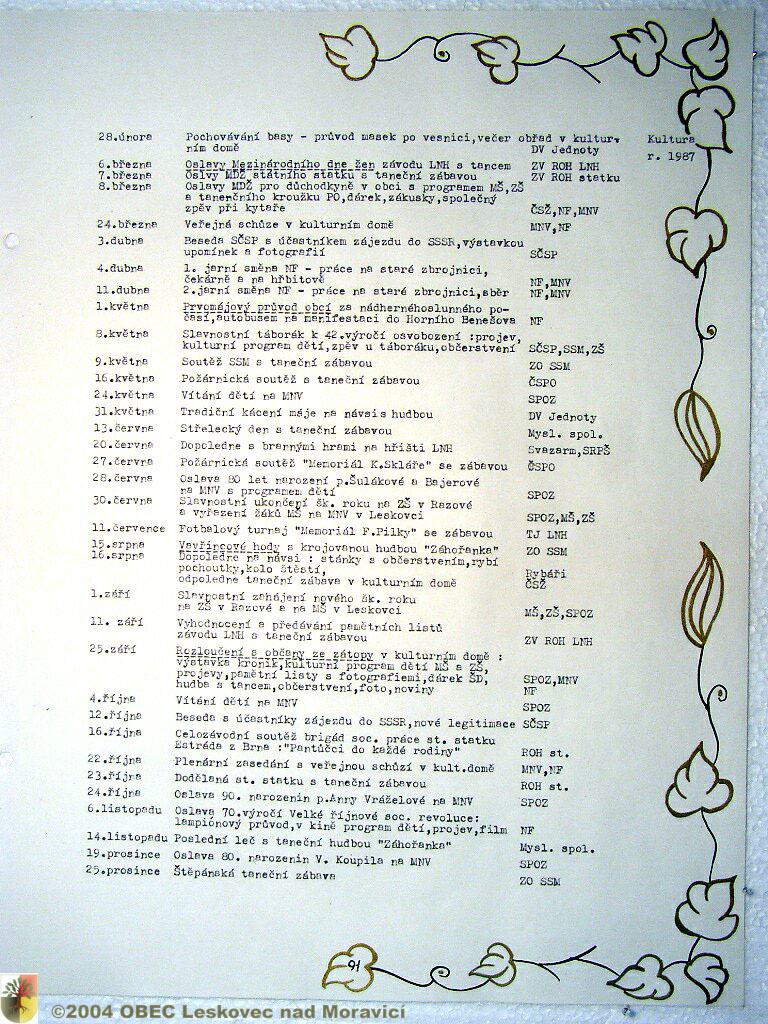 28.února Pochovávání basy - průvod masek po vesnici,večer obřad v kultur- Kultura
ním domě DV Jednoty r. 1987
6.března Oslavy Mezinárodního dne žen závodu LNH s tancem ZV ROH LNH
7.března Oslvy MDŽ státního statku s taneční zábavou ZV ROH statku
8.března Oslavy MDŽ pro důchodkyně v obci s programem MŠ,ZŠ
a tanenčního kroužku PO,dárek,zákusky,společný
zpěv při kytaře ČSŽ,NF,MNV
24.března Veřejná schůze v kulturním domě MNV,NF
3.dubna Beseda SČSP s účastníkem zájezdu do SSSR,výstavkou
upomínek a fotografií SČSP
4.dubna 1. jarní směna NF - práce na staré zbrojnici,
čekárně a na hřbitově NF,MNV
11.dubna 2.jarní směna NF - práce na staré zbrojnici,sběr NF,MNV
1.května Prvomájový průvod obcí za nádhernéhoslunného po-
časí,autobusem na manifestaci do Horního Benešova NF
8.května Slavnostní táborák k 42.výročí osvobození :projev,
kulturní program dětí,zpěv u táboráku,občerstvení SČSP,SSM,ZŠ
9.května Soutěž SSM s taneční zábavou ZO SSM
16.května Požárnická soutěž s taneční zábavou ČSPO
24.května Vítání dětí na MNV SPOZ
31.května Tradiční kácení máje na návsis hudbou DV Jednoty
13.června Střelecký den s taneční zábavou Mysl. spol.
20.června Dopoledne s brannými hrami na hřišti LNH Svazarm,SRPŠ
27.června Požárnická soutěž "Memoriál K.Skláře" se zábavou ČSPO
28.června Oslava 80 let narození p.Šulákové a Bajerové
na MNV s programem dětí SPOZ
30.června Slavnostní ukončení šk. roku na ZŠ v Razové
a vyřazení žáků MŠ na MNV v Leskovci SPOZ,MŠ,ZŠ
11.července Fotbalový turnaj "Memoriál F.Pilky" se zábavou TJ LNH
15.srpna Vavřincové hody s krojovanou hudbou "Záhořanka" ZO SSM
16.srpna Dopoledne na návsi : stánky s občerstvením,rybí
pochoutky,kolo štěstí, Rybáři
odpoledne taneční zábava v kulturním domě ČSŽ
1.září Slavnostní zahájení nového šk. roku
na ZŠ v Razové a na MŠ v Leskovci MŠ,ZŠ,SPOZ
11. září Vyhodnocení a předávání pamětních listů
závodu LNH s taneční zábavou ZV ROH LNH
25.září Rozloučení s občany ze zátopy v kulturním domě :
výstavka kronik,kulturní program dětí MŠ a ZŠ,
projevy,pamětní listy s fotografiemi,dárek ŠD, SPOZ,MNV
hudba s tancem,občerstvení,foto,noviny NF
4.října Vítání dětí na MNV SPOZ
12.října Beseda s účastníky zájezdu do SSSR,nové legitimace SČSP
16.října Celozávodní soutěž brigád soc. práce st. statku
Estráda z Brna :"Pantůčci do každé rodiny" ROH st.
22.října Plenární zasedání s veřejnou schůzí v kult.domě MNV,NF
23.října Dodělaná st. statku s taneční zábavou ROH st.
24.října Oslava 90. narozenin p.Anny Vráželové na MNV SPOZ
6.listopadu Oslava 70.výročí Velké říjnové soc. revoluce:
lampiónový průvod,v kině program dětí,projev,film NF
14.listopadu Poslední leč s taneční hudbou "Záhořanka" Mysl. spol.
19.prosince Oslava 80. narozenin V. Koupila na MNV SPOZ
25.prosince Štěpánská taneční zábava ZO SSM
91
©2004 OBEC Leskovec nad Moravicí